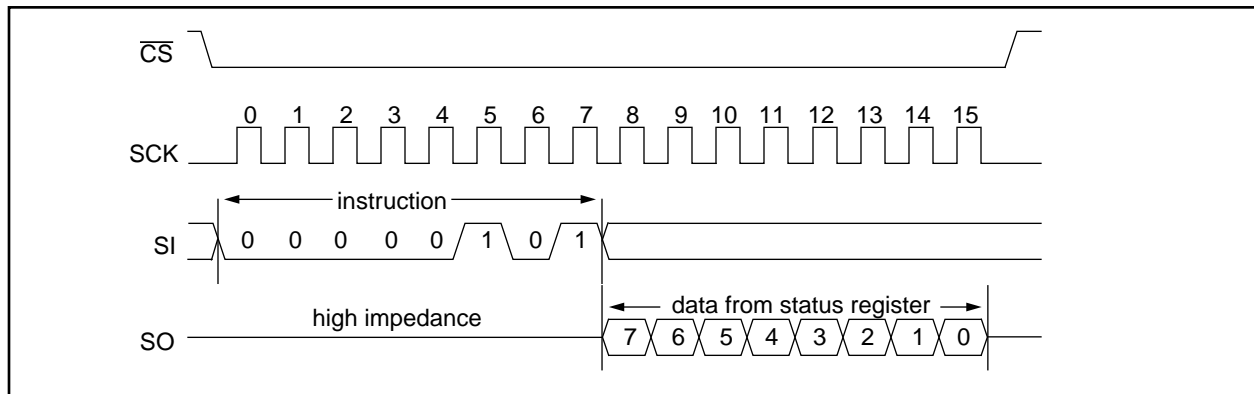 CS
0 1 2 3 4 5 6 7 8 9 10 11 12 13 14 15
SCK
instruction
SI 0 0 0 0 0 1 0 1
data from status register
high impedance
SO 7 6 5 4 3 2 1 0